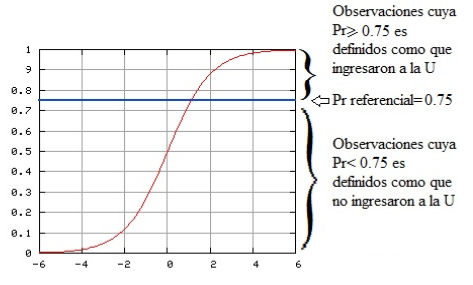 Observaciones cuya
Pr> 0.75 es
definidos como que
ingresaron a la U
Pr referencial=0.75
Observaciones cuya
Pr< 0.75 es
definidos como que
no ingresaron a la U
1
9
0.8
0.7
0.6
0.5
0.4
0.3
0.2
0.1
0
-6 -4 -2 0 2 4 6